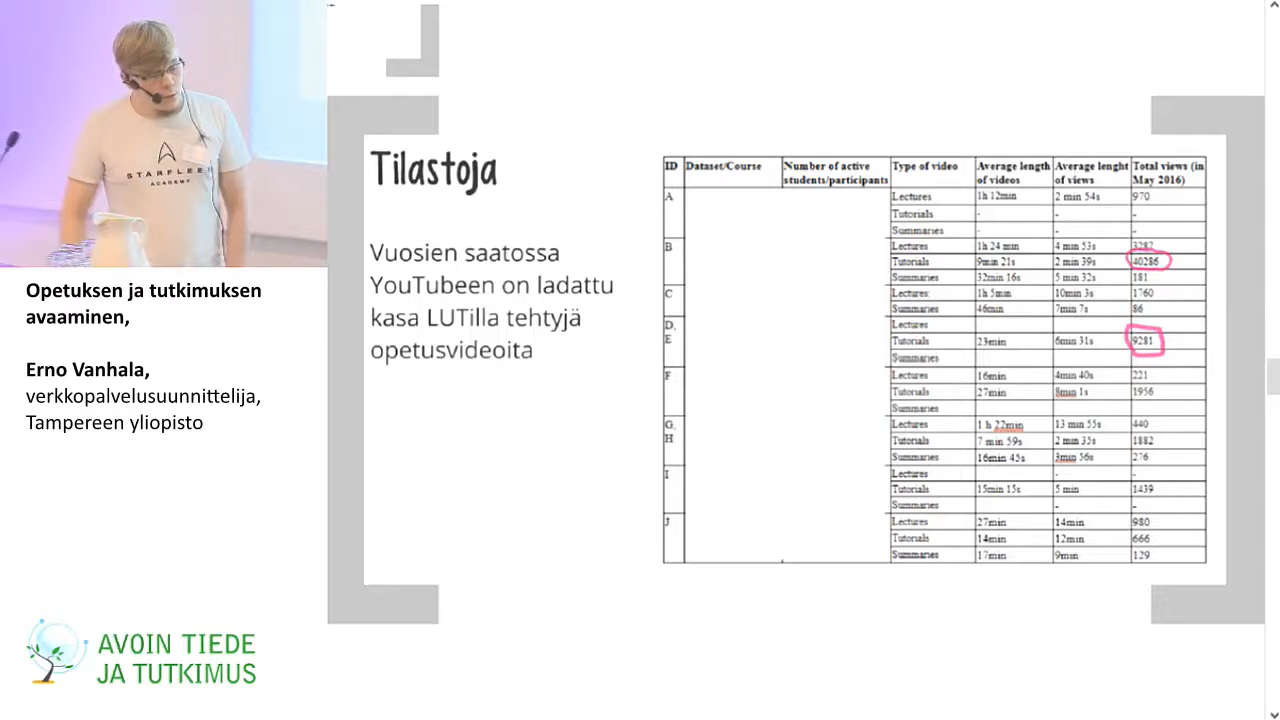 STARFLEET
ACADEMY
Opetuksen ja tutkimuksen
avaaminen,
Erno Vanhala,
verkkopalvelusuunnittelija,
Tampereen yliopisto
AVOIN TIEDE
JA TUTKIMUS
Tilastoja
Vuosien saatossa
YouTubeen on ladattu
kasa LUTilla tehtyjä
opetusvideoita
ID Dataset/Course Number of active students/participants Type of video Average length of videos Average lenght of views Total views (in May 2016)
A Lectures 1h 12min 2 min 54s 970
Tutorials - - -
Summaries - - -
B Lectures 1h 24 min 4 min 53s 3287
Tutorials 9min 21s 2 min 39s 40286
Summaries 32min 16s 5 min 32s 181
C Lectures 1h 5min 10min 3s 1760
Summaries 46min 7min 7s 86
D, E Lectures
Tutorials 23min 6min 31s 9281
Summaries
F Lectures 16min 4min 40s 221
Tutorials 27min 8min 1s 1956
Summaries
G, H Lectures 1 h 22min 13 min 55s 440
Tutorials 7 min 59s 2 min 35s 1882
Summaries 16min 45s 3min 56s 276
I Lectures - -
Tutorials 15min 15s 5 min 1439
Summaries - -
J Lectures 27min 14min 980
Tutorials 14min 12min 666
Summaries 17min 9min 129